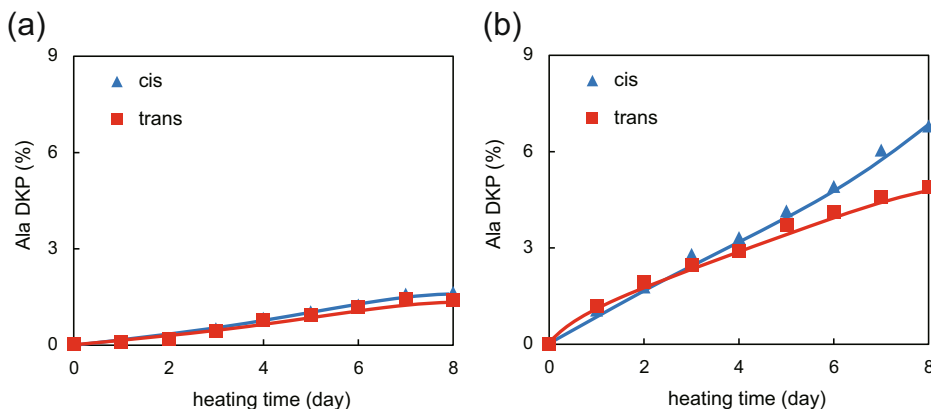 (a)
9
6
3
0
Ala DKP (%)
cis
trans
0 2 4 6 8
heating time (day)
(b)
9
6
3
0
Ala DKP (%)
cis
trans
0 2 4 6 8
heating time (day)